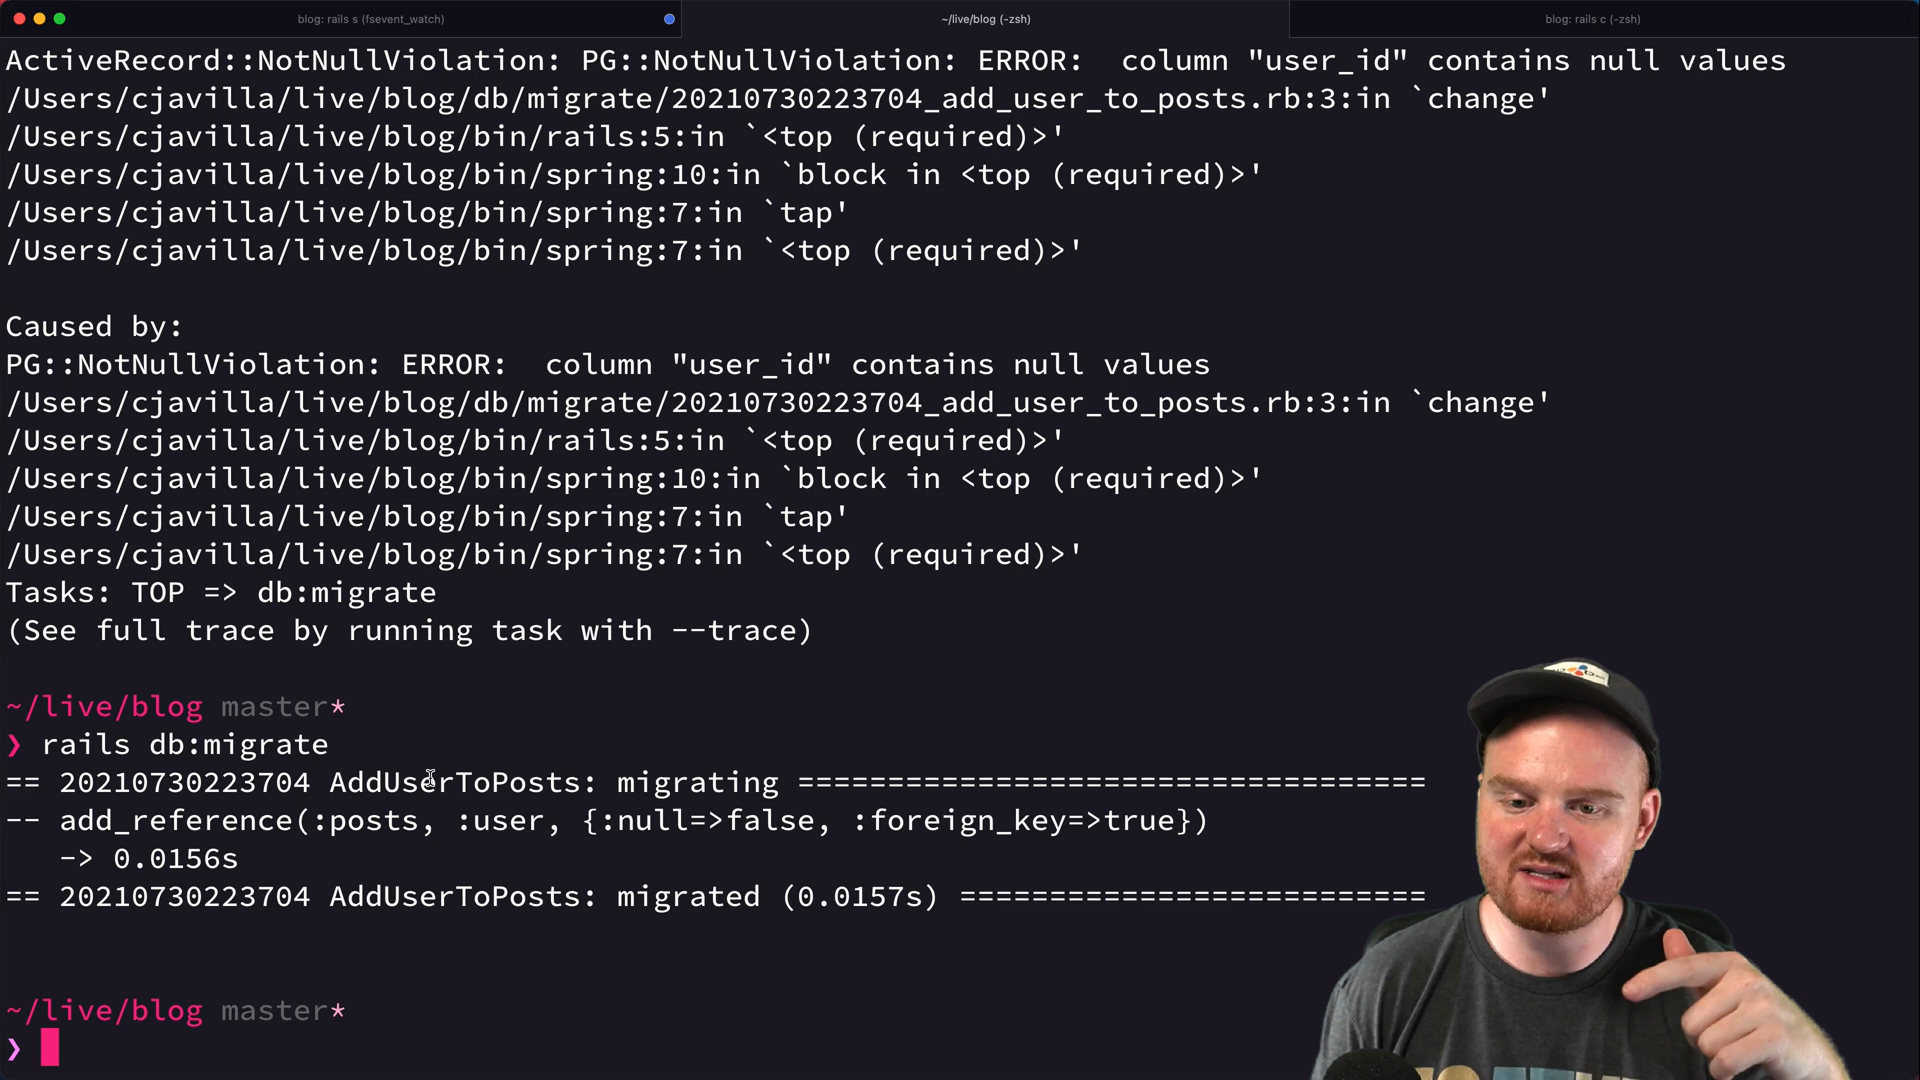 blog: rails s (fsevent_watch)
~/live/blog (-zsh)
blog: rails c (-zsh)
ActiveRecord::NotNullViolation: PG::NotNullViolation: ERROR:  column "user_id" contains null values
/Users/cjavilla/live/blog/db/migrate/20210730223704_add_user_to_posts.rb:3:in `change'
/Users/cjavilla/live/blog/bin/rails:5:in `<top (required)>'
/Users/cjavilla/live/blog/bin/spring:10:in `block in <top (required)>'
/Users/cjavilla/live/blog/bin/spring:7:in `tap'
/Users/cjavilla/live/blog/bin/spring:7:in `<top (required)>'
Caused by:
PG::NotNullViolation: ERROR:  column "user_id" contains null values
/Users/cjavilla/live/blog/db/migrate/20210730223704_add_user_to_posts.rb:3:in `change'
/Users/cjavilla/live/blog/bin/rails:5:in `<top (required)>'
/Users/cjavilla/live/blog/bin/spring:10:in `block in <top (required)>'
/Users/cjavilla/live/blog/bin/spring:7:in `tap'
/Users/cjavilla/live/blog/bin/spring:7:in `<top (required)>'
Tasks: TOP => db:migrate
(See full trace by running task with --trace)
~/live/blog master*
❯ rails db:migrate
== 20210730223704 AddUserToPosts: migrating ===================================
-- add_reference(:posts, :user, {:null=>false, :foreign_key=>true})
   -> 0.0156s
== 20210730223704 AddUserToPosts: migrated (0.0157s) ==========================
~/live/blog master*
❯